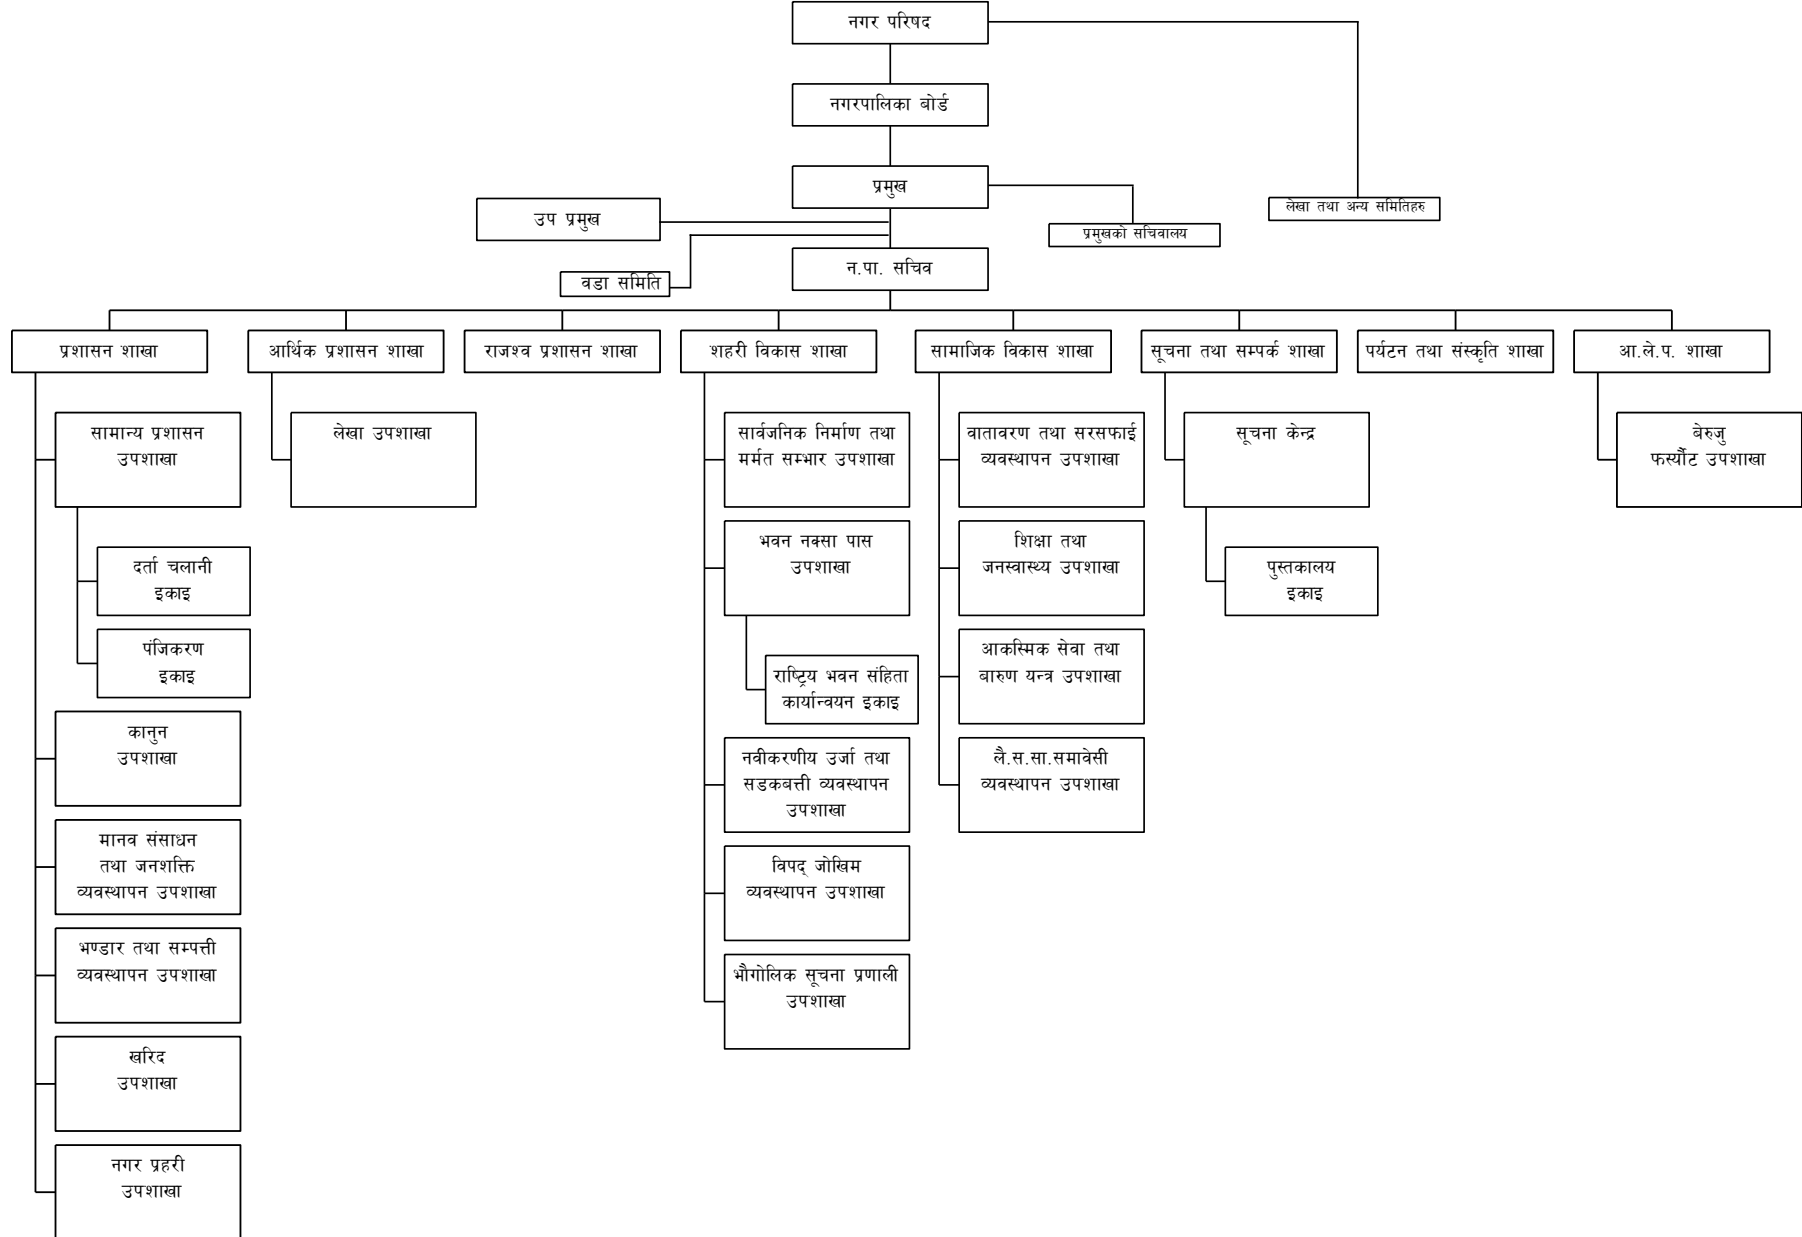 नगर परिषद
नगरपालिका बोर्ड
प्रमुख
लेखा तथा अन्य समितिहरु
उप प्रमुख
प्रमुखको सचिवालय
न.पा. सचिव
वडा समिति
प्रशासन शाखा
आर्थिक प्रशासन शाखा
राजश्व प्रशासन शाखा
शहरी विकास शाखा
सामाजिक विकास शाखा
सूचना तथा सम्पर्क शाखा
पर्यटन तथा संस्कृति शाखा
आ.ले.प. शाखा
सामान्य प्रशासन
उपशाखा
दर्ता चलानी
इकाइ
पंजिकरण
इकाइ
कानुन
उपशाखा
मानव संसाधन
तथा जनशक्ति
व्यवस्थापन उपशाखा
भण्डार तथा सम्पत्ती
व्यवस्थापन उपशाखा
खरिद
उपशाखा
नगर प्रहरी
उपशाखा
लेखा उपशाखा
सार्वजनिक निर्माण तथा
मर्मत सम्भार उपशाखा
भवन नक्सा पास
उपशाखा
राष्ट्रिय भवन संहिता
कार्यान्वयन इकाइ
नवीकरणीय उर्जा तथा
सडकबत्ती व्यवस्थापन
उपशाखा
विपद् जोखिम
व्यवस्थापन उपशाखा
भौगोलिक सूचना प्रणाली
उपशाखा
वातावरण तथा सरसफाई
व्यवस्थापन उपशाखा
शिक्षा तथा
जनस्वास्थ्य उपशाखा
आकस्मिक सेवा तथा
बारुण यन्त्र उपशाखा
लै.स.सा.समावेसी
व्यवस्थापन उपशाखा
सूचना केन्द्र
पुस्तकालय
इकाइ
बेरुजु
फर्स्यौट उपशाखा